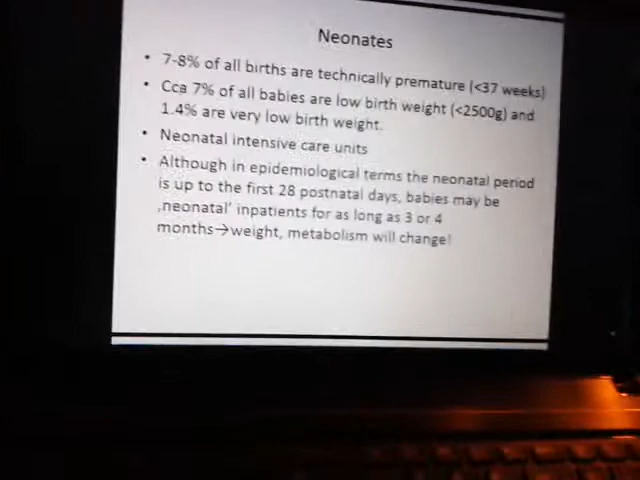 Neonates
• 7-8% of all births are technically premature (<37 weeks)
• Cca 7% of all babies are low birth weight (<2500g) and
1.4% are very low birth weight.
• Neonatal intensive care units
• Although in epidemiological terms the neonatal period
is up to the first 28 postnatal days, babies may be
‚neonatal’ inpatients for as long as 3 or 4
months→weight, metabolism will change!